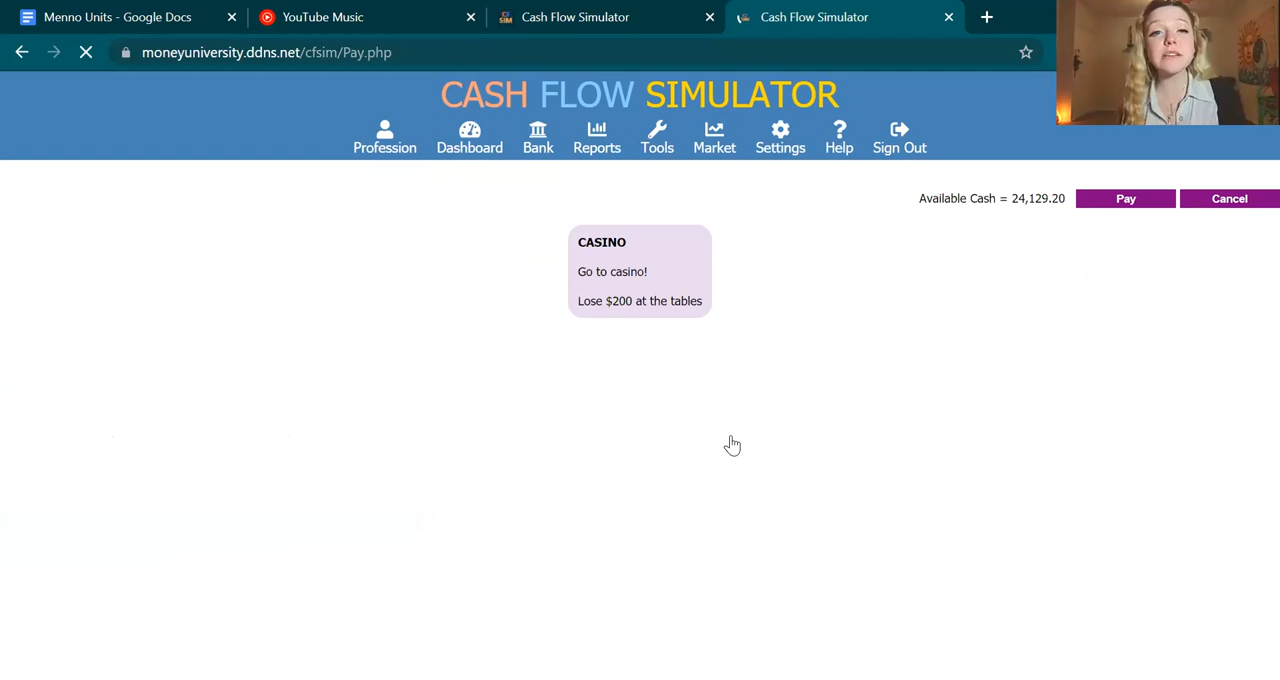 Menno Units - Google Docs
YouTube Music
Cash Flow Simulator
Cash Flow Simulator
moneyuniversity.ddns.net/cfsim/Pay.php
CASH FLOW SIMULATOR
Profession Dashboard Bank Reports Tools Market Settings Help Sign Out
Available Cash = 24,129.20 Pay Cancel
CASINO
Go to casino!
Lose $200 at the tables